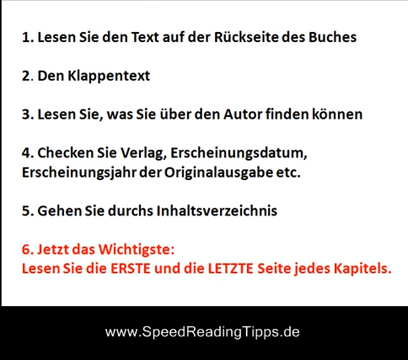 1. Lesen Sie den Text auf der Rückseite des Buches
2. Den Klappentext
3. Lesen Sie, was Sie über den Autor finden können
4. Checken Sie Verlag, Erscheinungsdatum,
Erscheinungsjahr der Originalausgabe etc.
5. Gehen Sie durchs Inhaltsverzeichnis
6. Jetzt das Wichtigste:
Lesen Sie die ERSTE und die LETZTE Seite jedes Kapitels.
www.SpeedReadingTipps.de